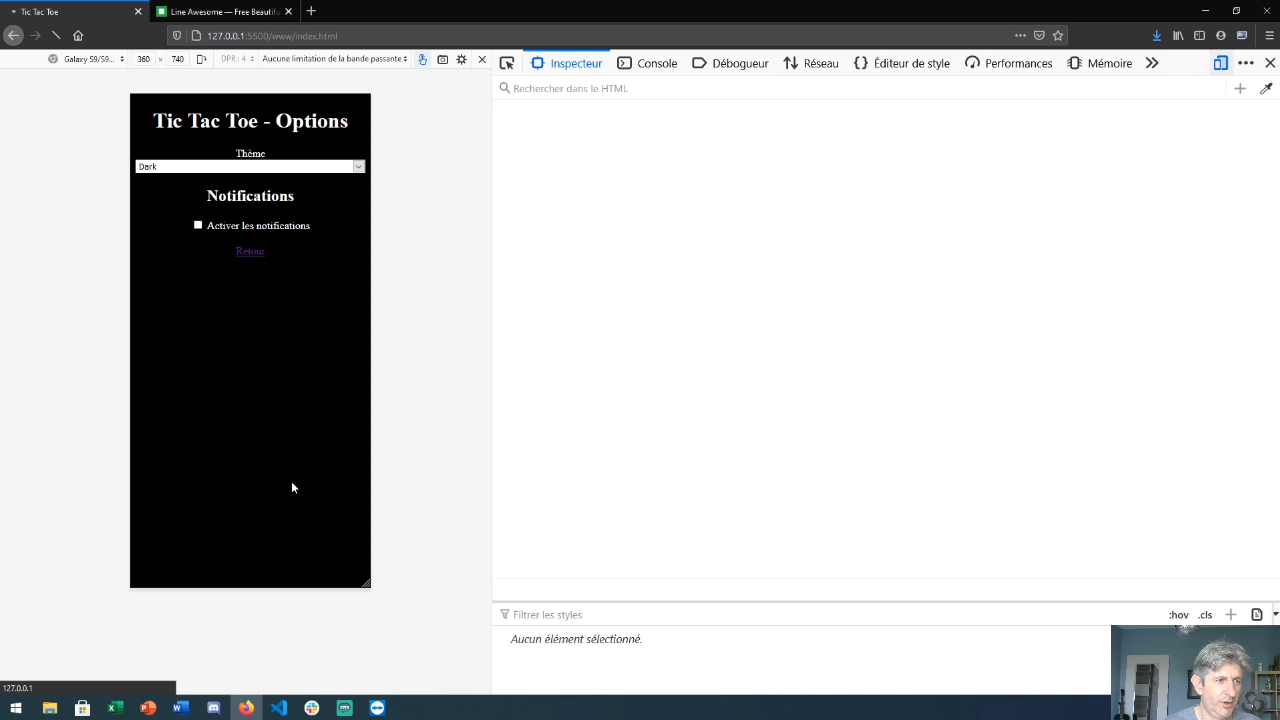 Tic Tac Toe
Line Awesome — Free Beautifu
127.0.0.1:5500/www/index.html
Galaxy S9/S9...
360 × 740
DPR : 4
Aucune limitation de la bande passante
Inspecteur
Console
Débogueur
Réseau
Éditeur de style
Performances
Mémoire
Rechercher dans le HTML
Tic Tac Toe - Options
Thème
Dark
Notifications
Activer les notifications
Retour
Filtrer les styles
:hov .cls
Aucun élément sélectionné.
127.0.0.1